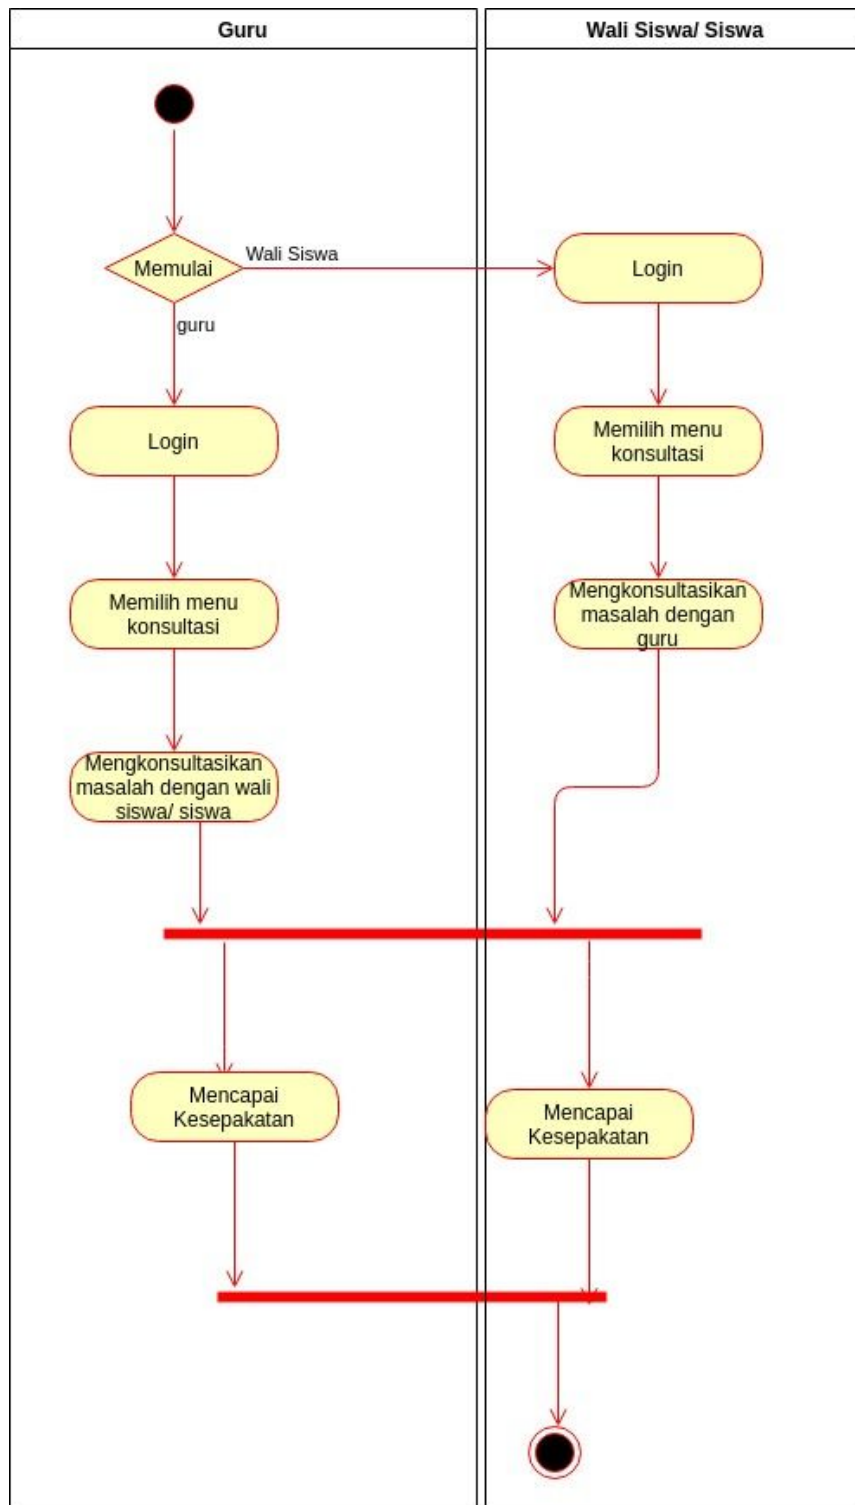 Guru
Wali Siswa/ Siswa
Memulai
Wali Siswa
guru
Login
Login
Memilih menu
konsultasi
Memilih menu
konsultasi
Mengkonsultasikan
masalah dengan
guru
Mengkonsultasikan
masalah dengan wali
siswa/ siswa
Mencapai
Kesepakatan
Mencapai
Kesepakatan